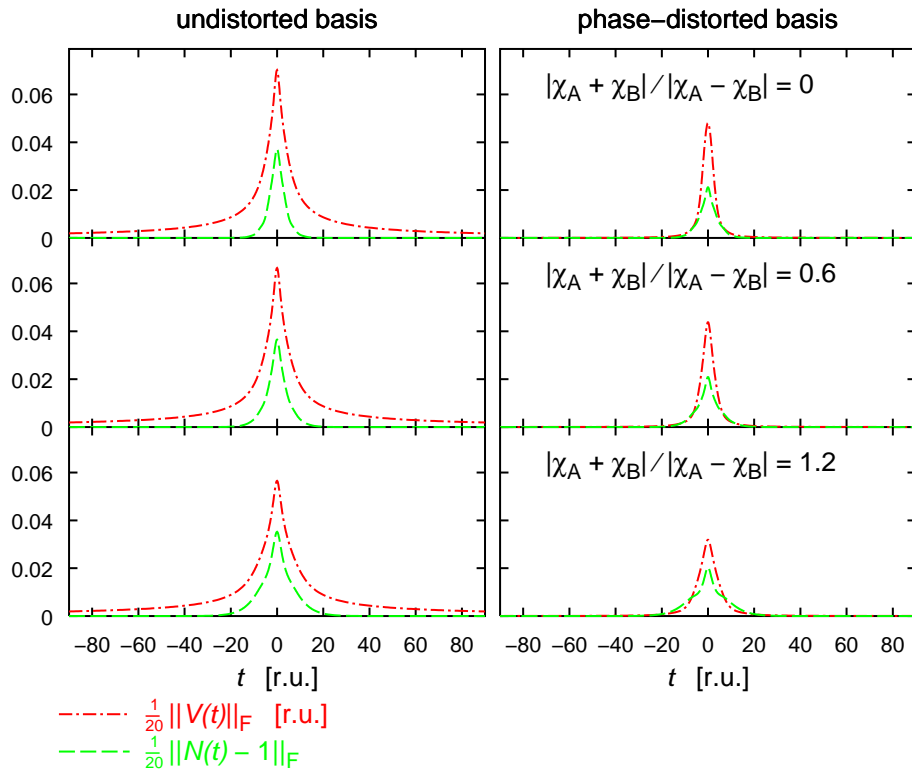 undistorted basis
phase−distorted basis
0.06
0.04
0.02
0
|χA + χB| ⁄ |χA − χB| = 0
0.06
0.04
0.02
0
|χA + χB| ⁄ |χA − χB| = 0.6
0.06
0.04
0.02
0
|χA + χB| ⁄ |χA − χB| = 1.2
−80 −60 −40 −20 0 20 40 60 80
−80 −60 −40 −20 0 20 40 60 80
t [r.u.]
t [r.u.]
1/20 ||V(t)||F [r.u.]
1/20 ||N(t) − 1||F